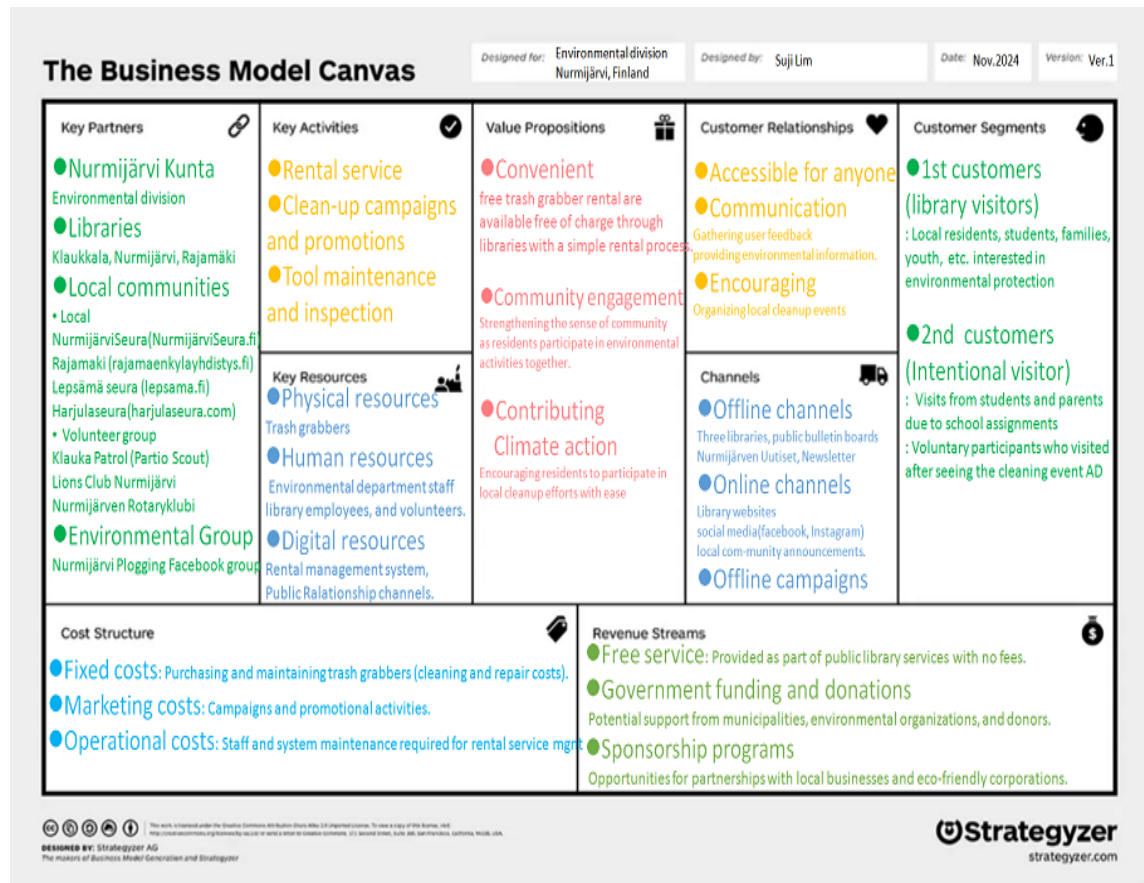 The Business Model Canvas
Designed for: Environmental division
Nurmijärvi, Finland
Designed by: Suji Lim
Date: Nov.2024
Version: Ver.1
Key Partners
●Nurmijärvi Kunta
Environmental division
●Libraries
Klaukkala, Nurmijärvi, Rajamäki
●Local communities
• Local
NurmijärviSeura(NurmijärviSeura.fi)
Rajamaki (rajamaenkylayhdistys.fi)
Lepsämä seura (lepsama.fi)
Harjulaseura(harjulaseura.com)
• Volunteer group
Klauka Patrol (Partio Scout)
Lions Club Nurmijärvi
Nurmijärven Rotaryklubi
●Environmental Group
Nurmijärvi Plogging Facebook group
Key Activities
●Rental service
●Clean-up campaigns
and promotions
●Tool maintenance
and inspection
Key Resources
●Physical resources
Trash grabbers
●Human resources
Environmental department staff
library employees, and volunteers.
●Digital resources
Rental management system,
Public Ralationship channels.
Value Propositions
●Convenient
free trash grabber rental are
available free of charge through
libraries with a simple rental process.
●Community engagement
Strengthening the sense of community
as residents participate in environmental
activities together.
●Contributing
Climate action
Encouraging residents to participate in
local cleanup efforts with ease
Customer Relationships
●Accessible for anyone
●Communication
Gathering user feedback
providing environmental information.
●Encouraging
Organizing local cleanup events
Channels
●Offline channels
Three libraries, public bulletin boards
Nurmijärven Uutiset, Newsletter
●Online channels
Library websites
social media(facebook, Instagram)
local com-munity announcements.
●Offline campaigns
Customer Segments
●1st customers
(library visitors)
: Local residents, students, families,
youth, etc. interested in
environmental protection
●2nd customers
(Intentional visitor)
: Visits from students and parents
due to school assignments
: Voluntary participants who visited
after seeing the cleaning event AD
Cost Structure
●Fixed costs: Purchasing and maintaining trash grabbers (cleaning and repair costs).
●Marketing costs: Campaigns and promotional activities.
●Operational costs: Staff and system maintenance required for rental service mgnt
Revenue Streams
●Free service: Provided as part of public library services with no fees.
●Government funding and donations
Potential support from municipalities, environmental organizations, and donors.
●Sponsorship programs
Opportunities for partnerships with local businesses and eco-friendly corporations.
DESIGNED BY: Strategyzer AG
The makers of Business Model Generation and Strategyzer
Strategyzer
strategyzer.com